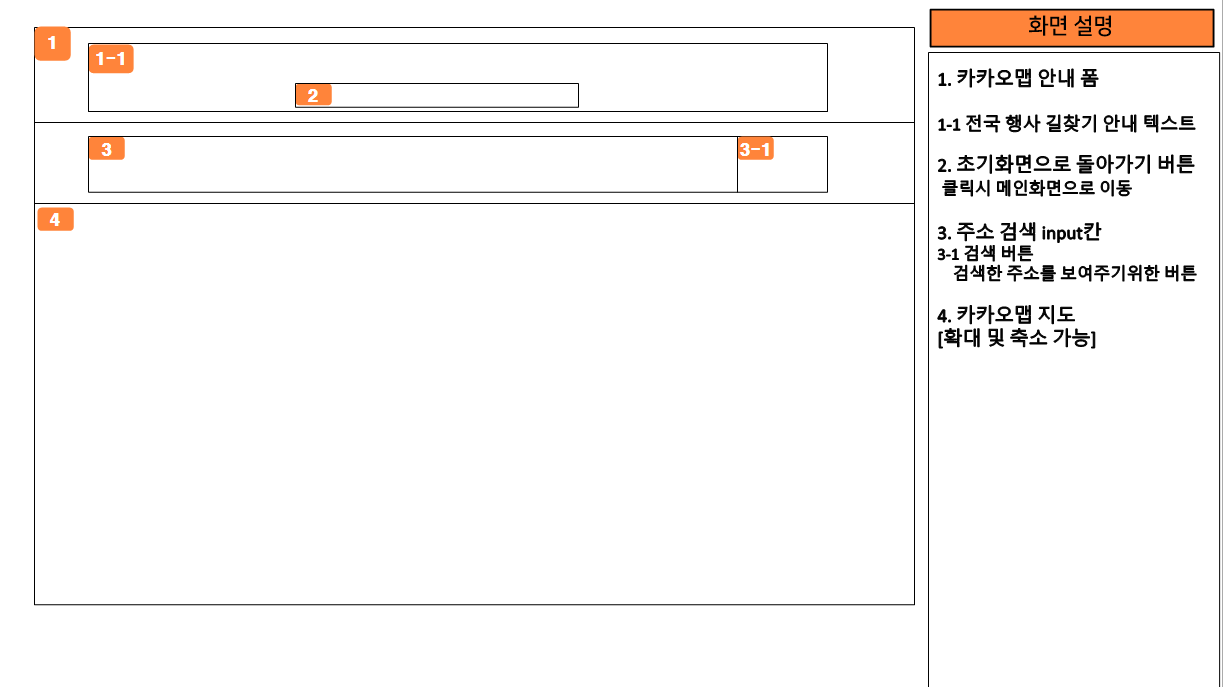 1
1-1
2
3
3-1
4
화면 설명
1. 카카오맵 안내 폼
1-1 전국 행사 길찾기 안내 텍스트
2. 초기화면으로 돌아가기 버튼
클릭시 메인화면으로 이동
3. 주소 검색 input칸
3-1 검색 버튼
검색한 주소를 보여주기위한 버튼
4. 카카오맵 지도
[확대 및 축소 가능]